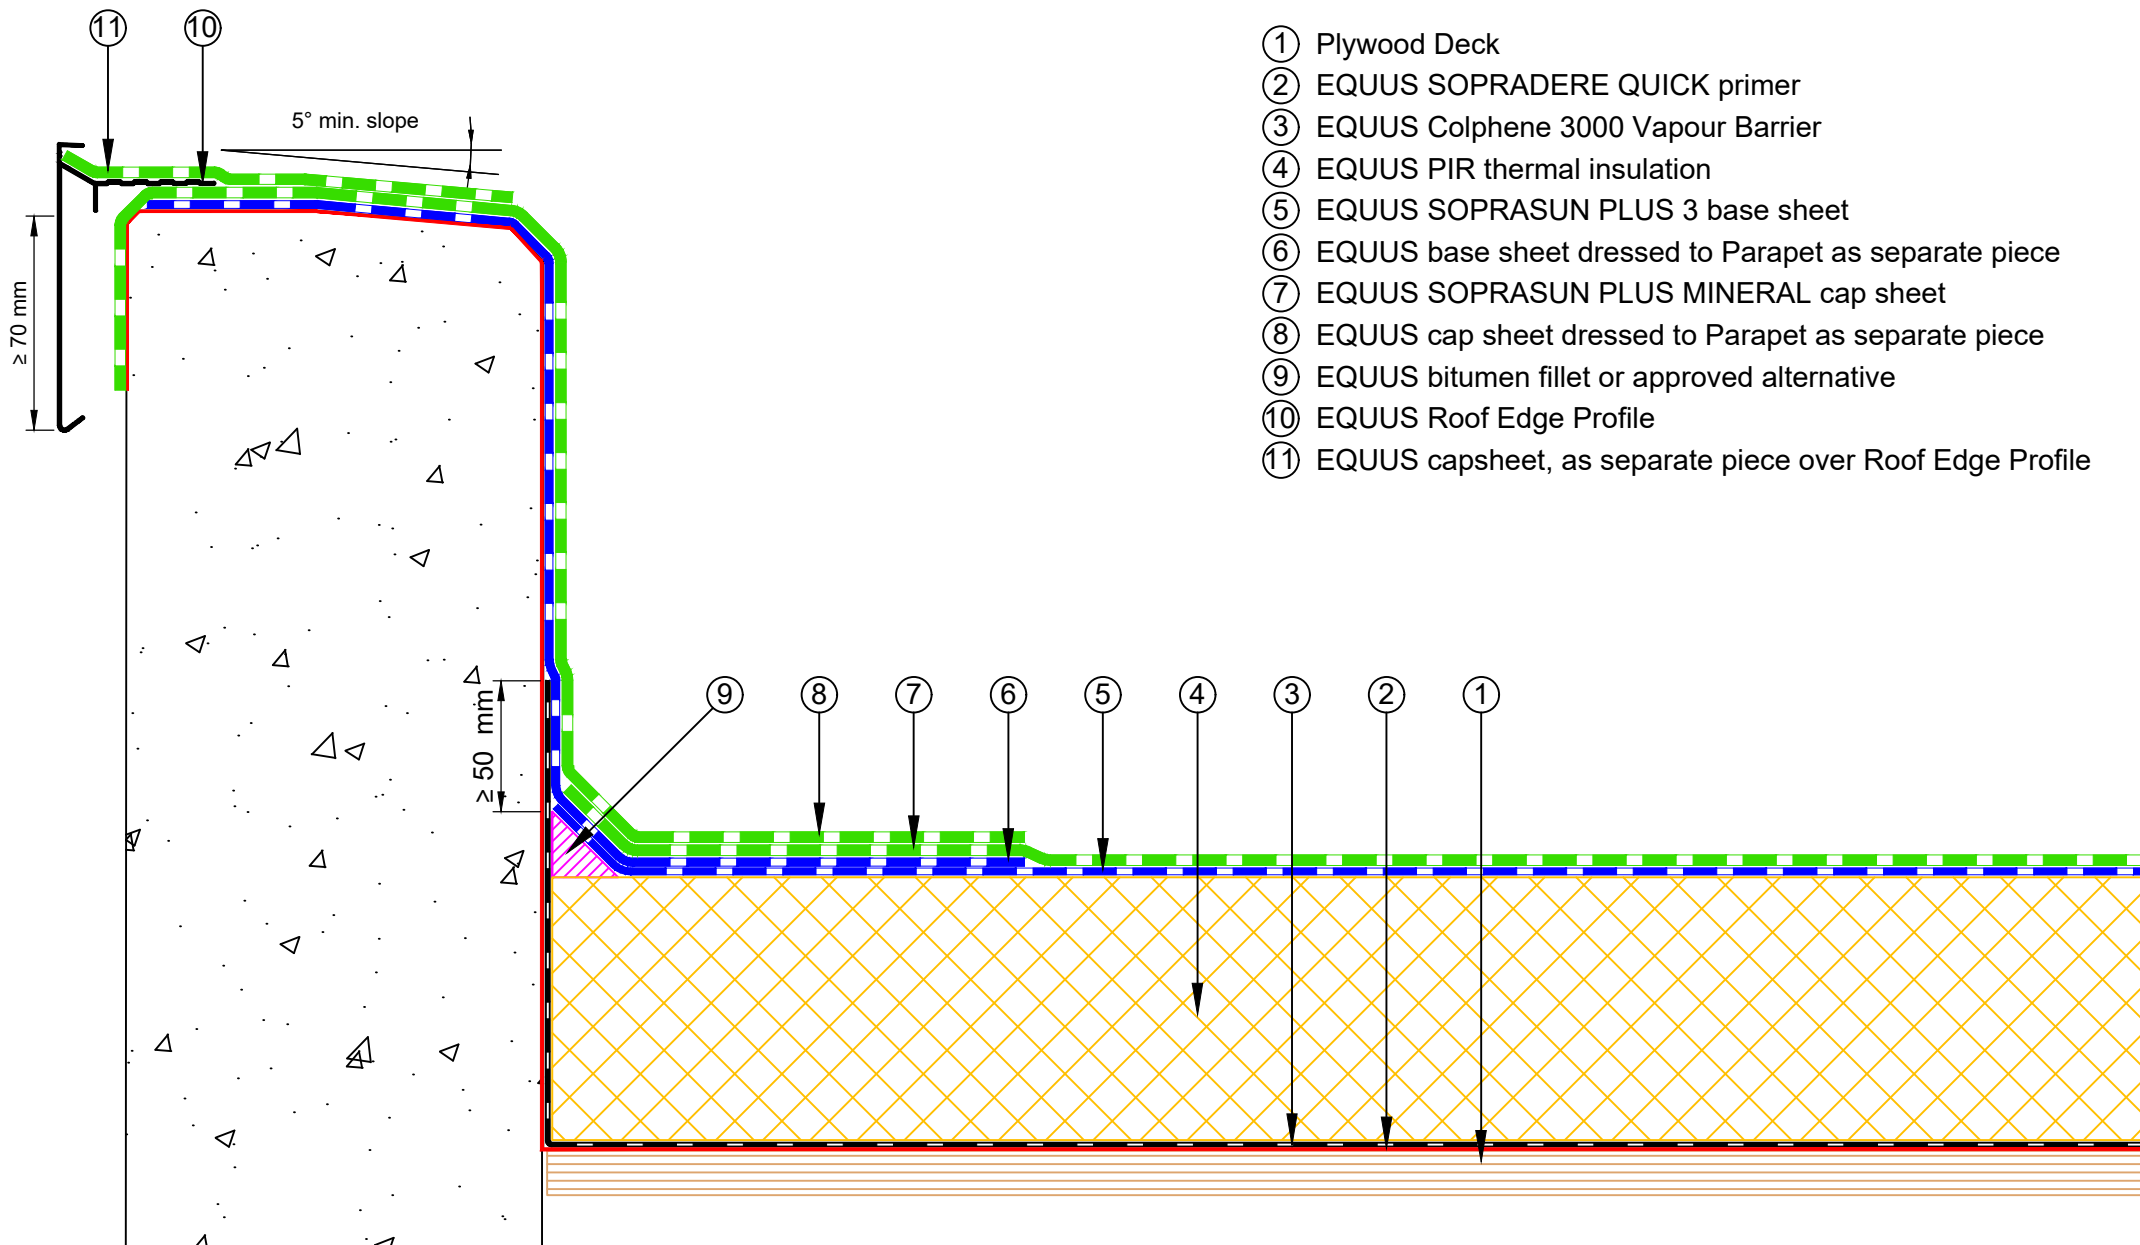 11 10
5° min. slope
≥ 70 mm
1 Plywood Deck
2 EQUUS SOPRADERE QUICK primer
3 EQUUS Colphene 3000 Vapour Barrier
4 EQUUS PIR thermal insulation
5 EQUUS SOPRASUN PLUS 3 base sheet
6 EQUUS base sheet dressed to Parapet as separate piece
7 EQUUS SOPRASUN PLUS MINERAL cap sheet
8 EQUUS cap sheet dressed to Parapet as separate piece
9 EQUUS bitumen fillet or approved alternative
10 EQUUS Roof Edge Profile
11 EQUUS capsheet, as separate piece over Roof Edge Profile
≥ 50 mm
9 8 7 6 5 4 3 2 1